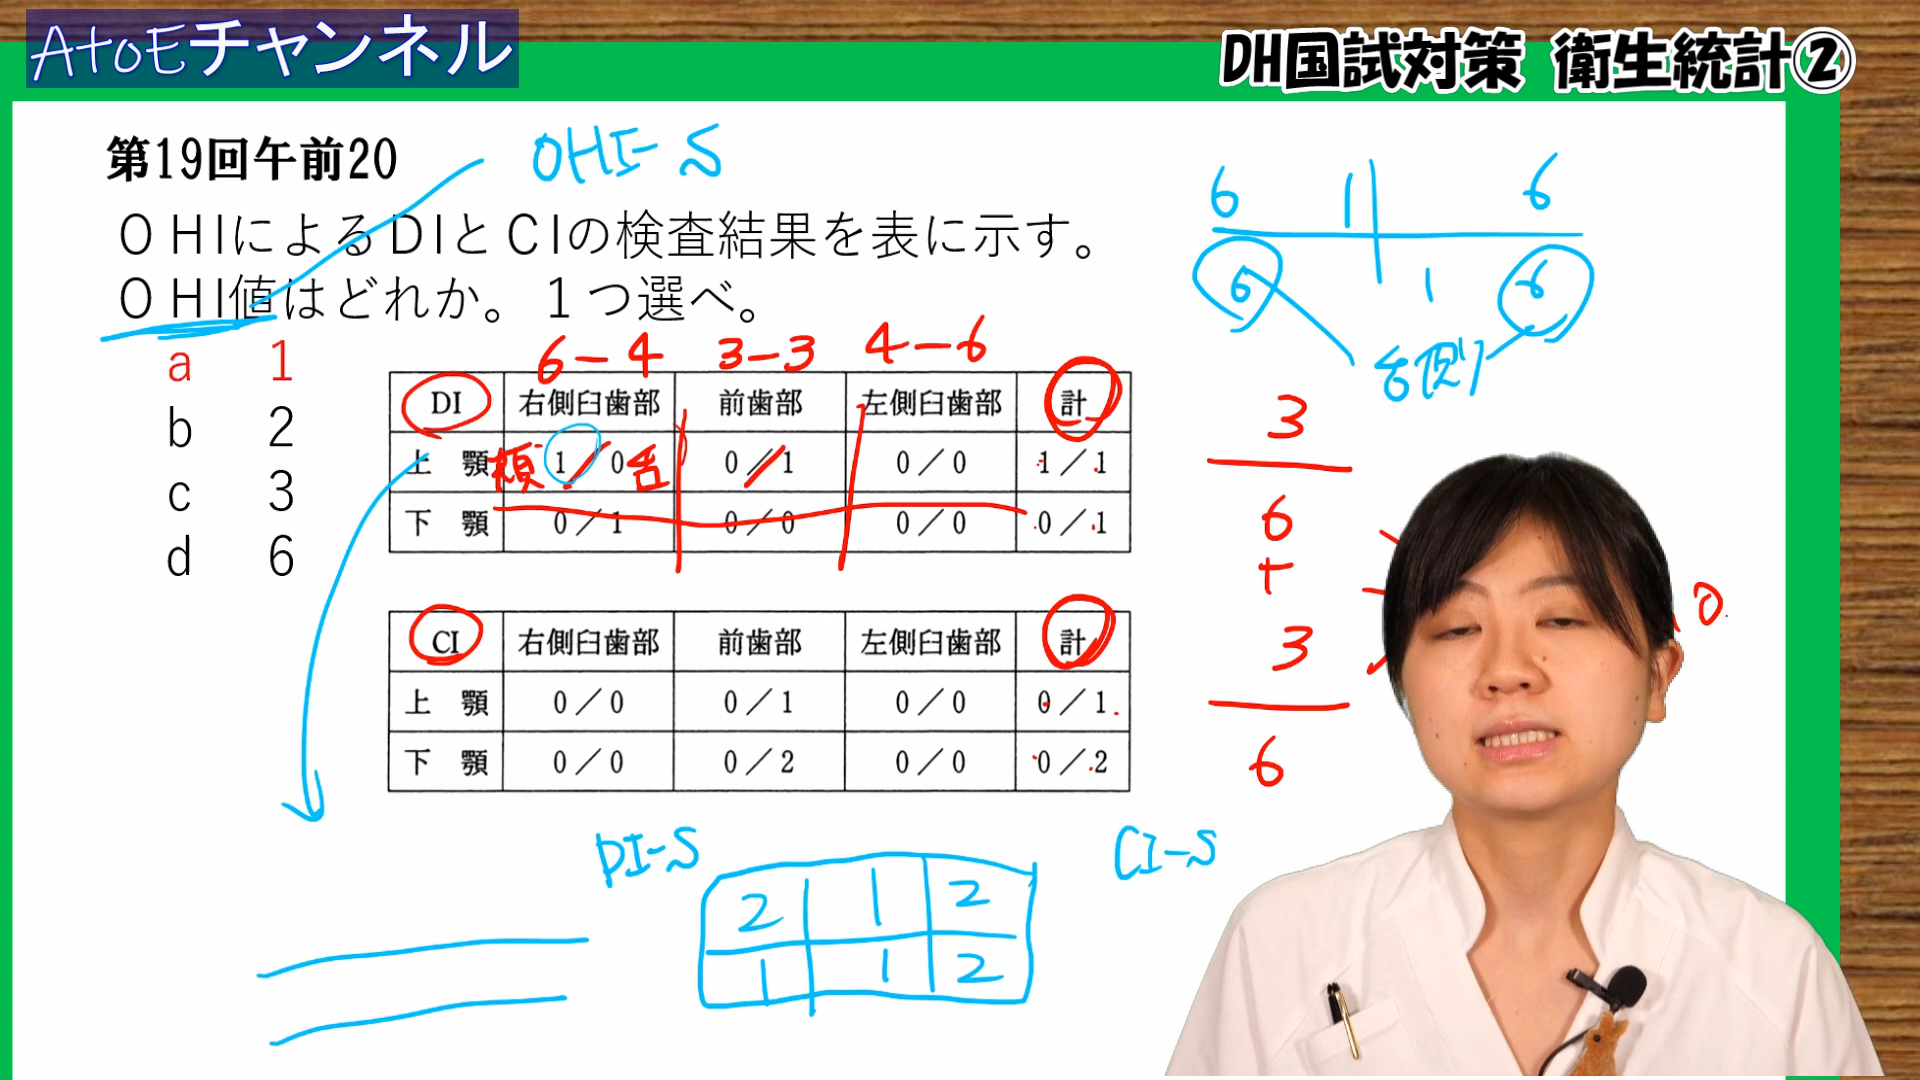 AtoEチャンネル
DH国試対策 衛生統計②
第19回午前20
OHI-S
ＯＨIによるＤIとＣIの検査結果を表に示す。
ＯＨI値はどれか。１つ選べ。
a 1
b 2
c 3
d 6
6-4 3-3 4-6
DI 右側臼歯部 前歯部 左側臼歯部 計
上 顎 頬 1／0 舌 0／1 0／0 1／1
下 顎 0／1 0／0 0／0 0／1
CI 右側臼歯部 前歯部 左側臼歯部 計
上 顎 0／0 0／1 0／0 0／1
下 顎 0／0 0／2 0／0 0／2
6 1 6
6 1 6
舌側
3
6
+
3
6
DI-S
CI-S
2 1 2
1 1 2